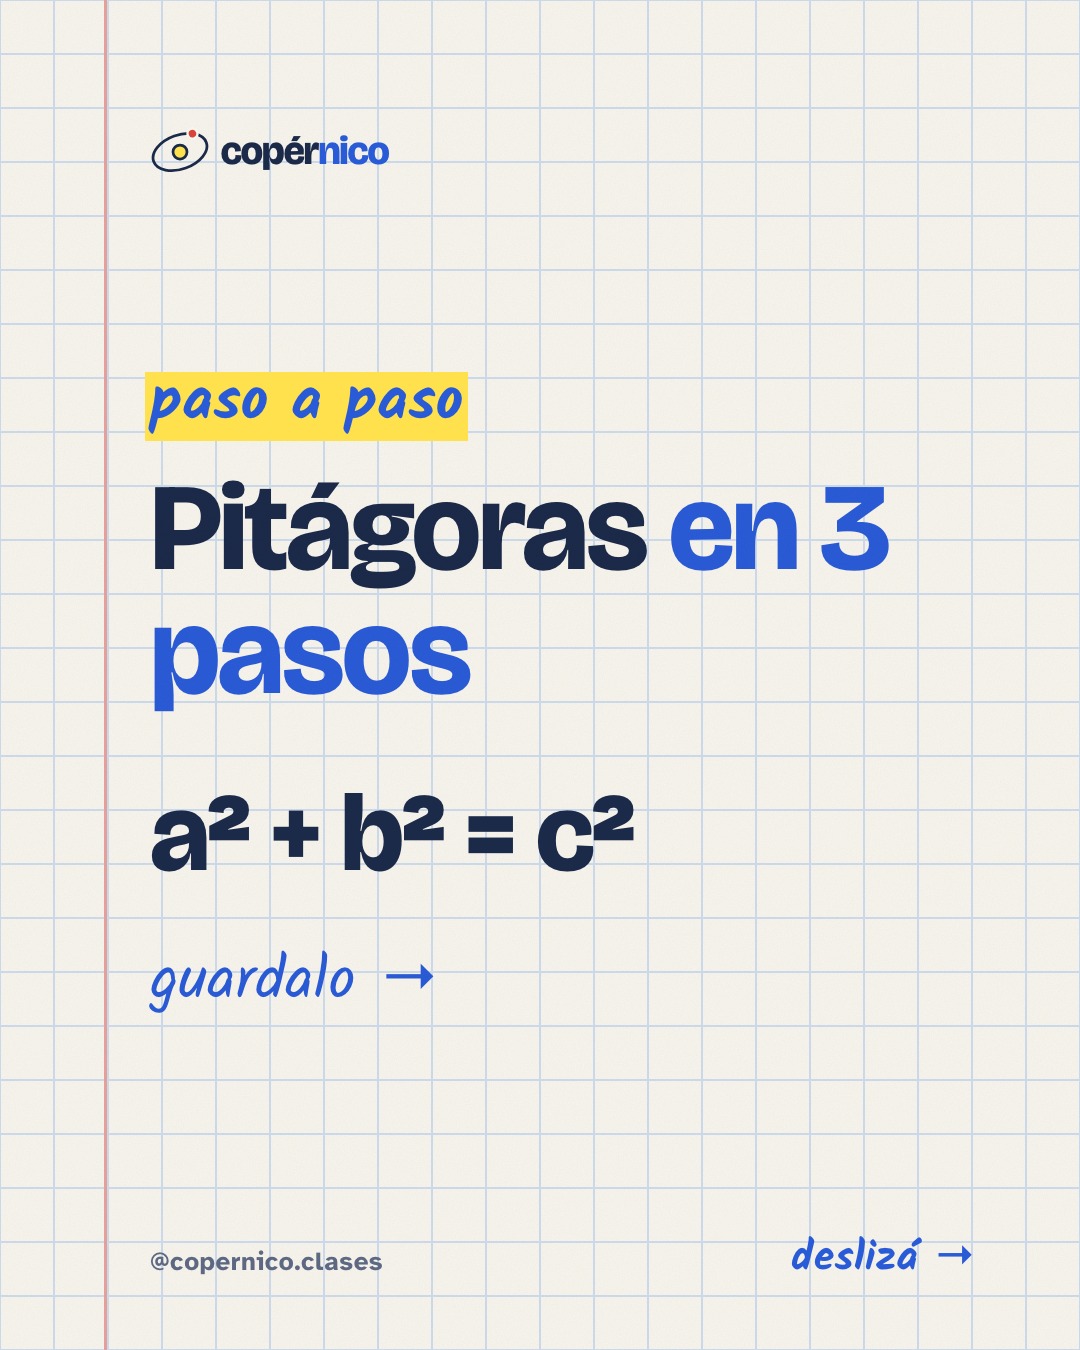 copérnico
paso a paso
Pitágoras en 3
pasos
a² + b² = c²
guardalo →
@copernico.clases
deslizá →